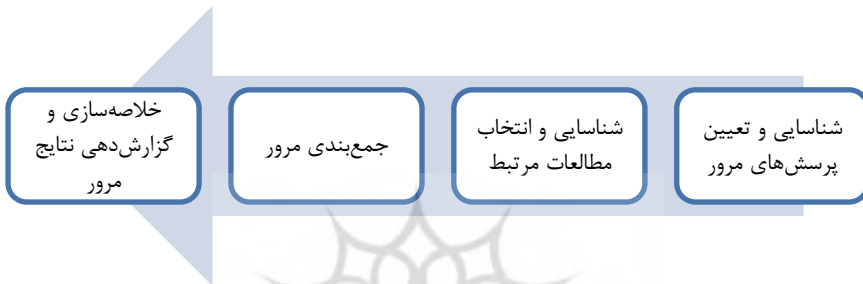 شناسایی و تعیین
پرسش‌های مرور
شناسایی و انتخاب
مطالعات مرتبط
جمع‌بندی مرور
خلاصه‌سازی و
گزارش‌دهی نتایج
مرور